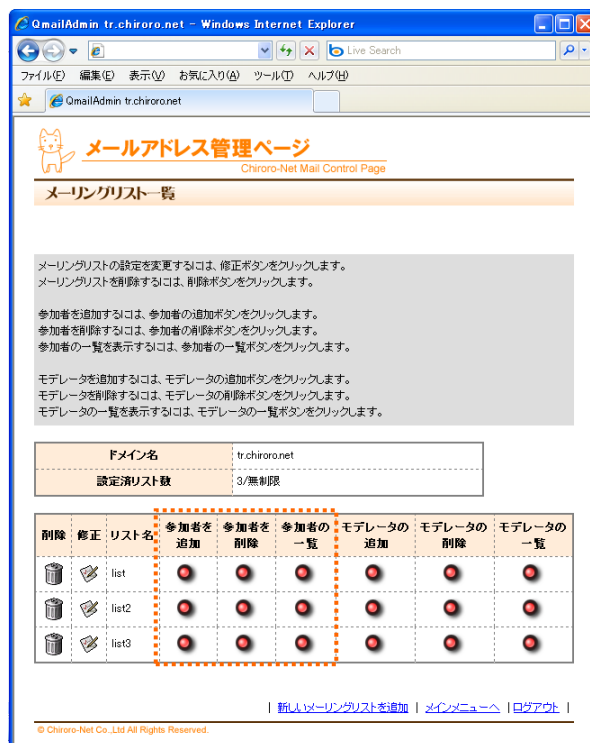 QmailAdmin tr.chiroro.net - Windows Internet Explorer
Live Search
ファイル(F) 編集(E) 表示(V) お気に入り(A) ツール(T) ヘルプ(H)
QmailAdmin tr.chiroro.net
メールアドレス管理ページ
Chiroro-Net Mail Control Page
メーリングリスト一覧
メーリングリストの設定を変更するには、修正ボタンをクリックします。
メーリングリストを削除するには、削除ボタンをクリックします。
参加者を追加するには、参加者の追加ボタンをクリックします。
参加者を削除するには、参加者の削除ボタンをクリックします。
参加者の一覧を表示するには、参加者の一覧ボタンをクリックします。
モデレータを追加するには、モデレータの追加ボタンをクリックします。
モデレータを削除するには、モデレータの削除ボタンをクリックします。
モデレータの一覧を表示するには、モデレータの一覧ボタンをクリックします。
ドメイン名 tr.chiroro.net
設定済リスト数 3/無制限
削除 修正 リスト名 参加者を追加 参加者を削除 参加者の一覧 モデレータの追加 モデレータの削除 モデレータの一覧
list
list2
list3
| 新しいメーリングリストを追加 | メインメニューへ | ログアウト |
© Chiroro-Net Co.,Ltd All Rights Reserved.